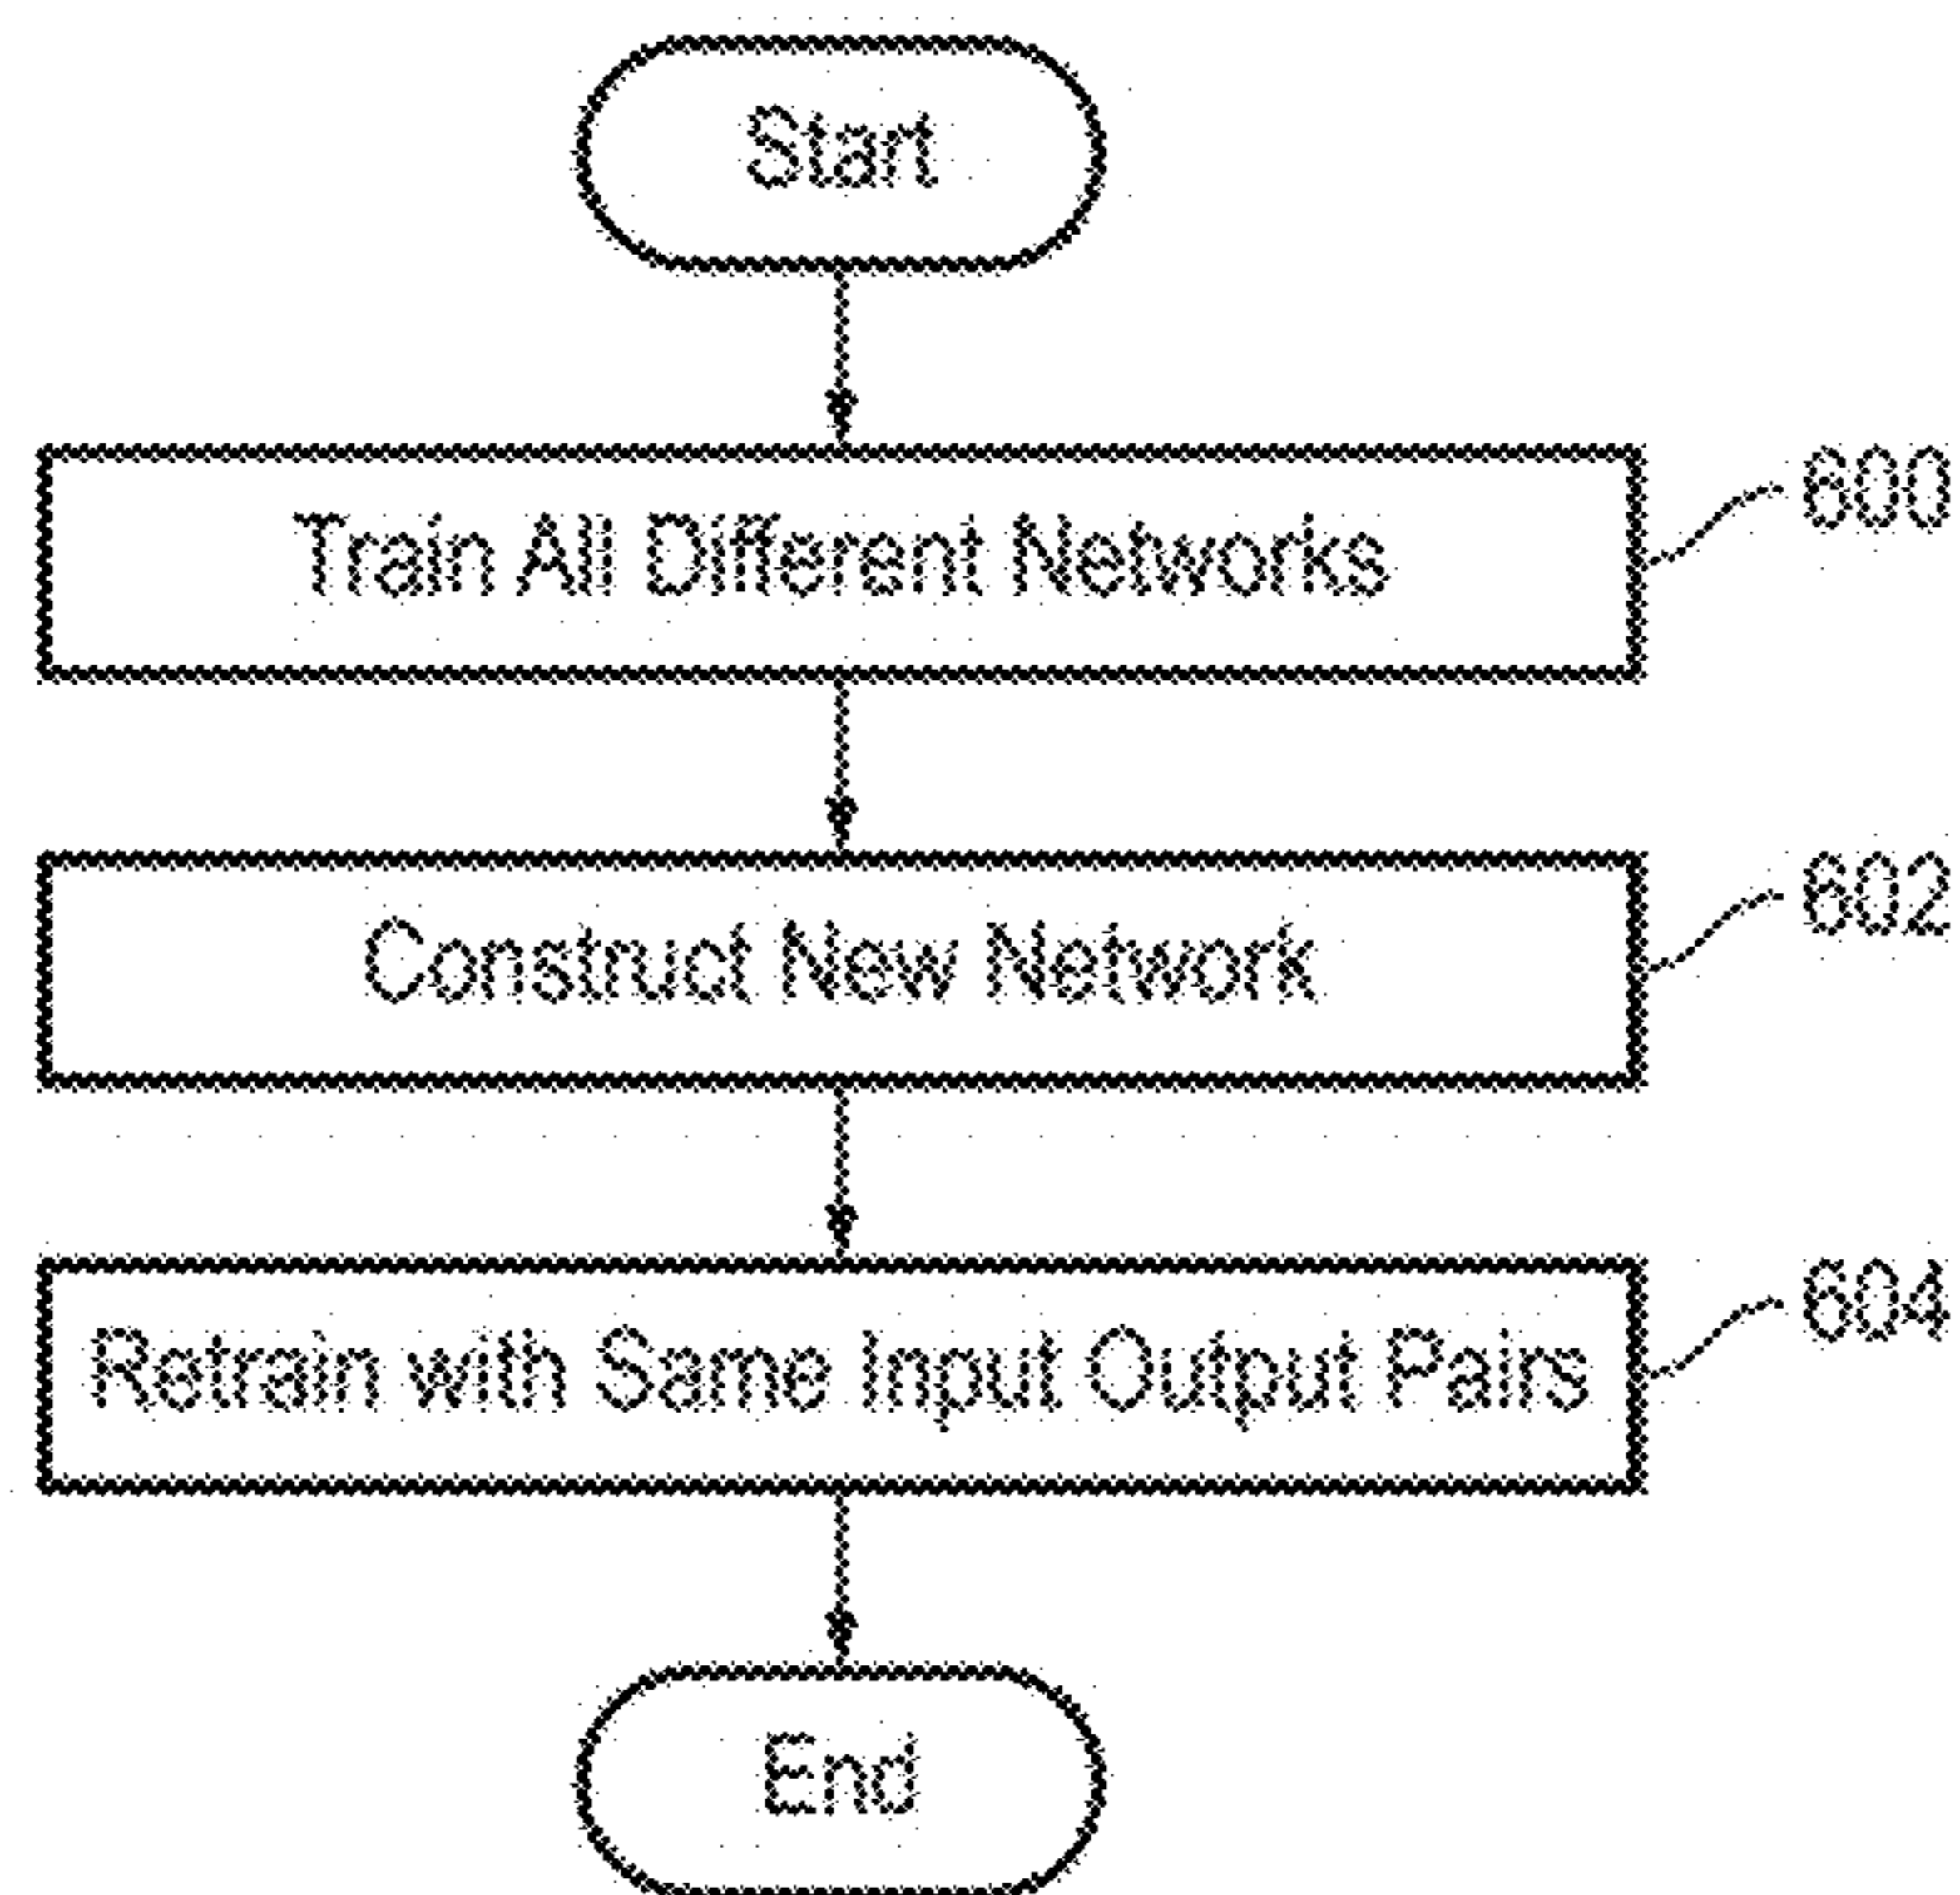 Start
Train All Different Networks
600
Construct New Network
602
Retrain with Same Input Output Pairs
604
End